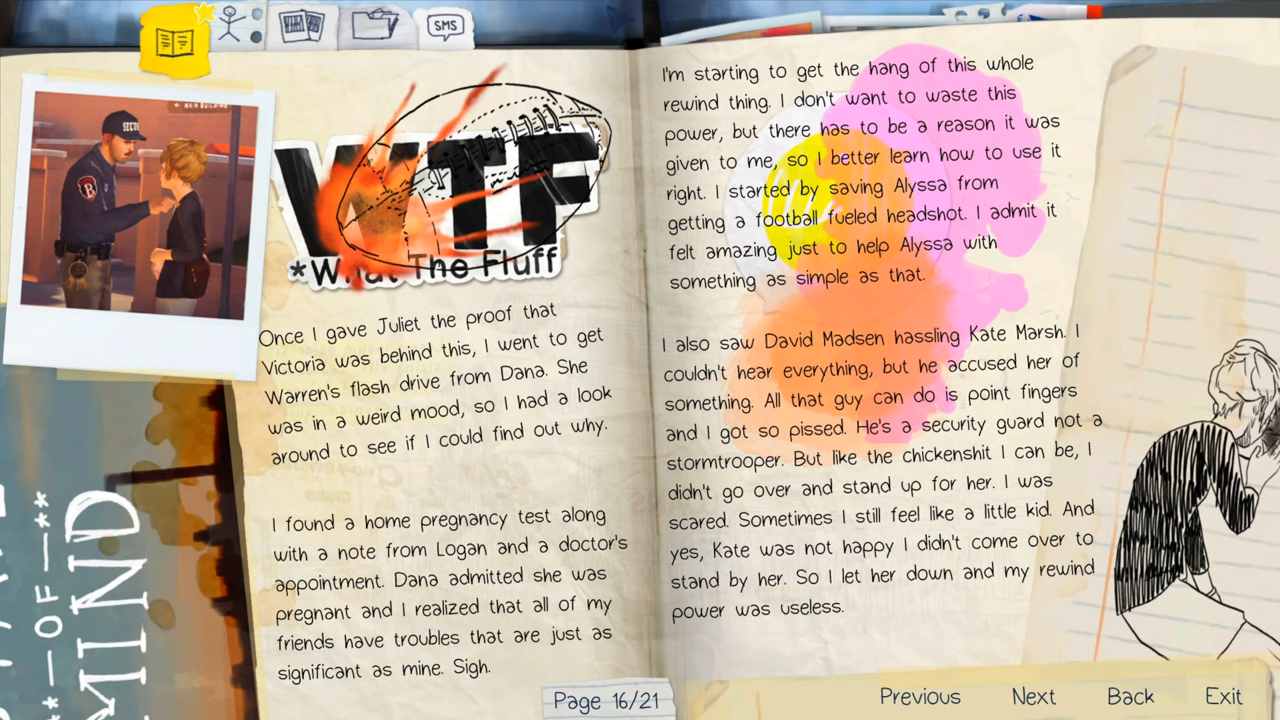 SMS
MAIN BUILDING
SECU
B
WTF
*What The Fluff
Once I gave Juliet the proof that
Victoria was behind this, I went to get
Warren's flash drive from Dana. She
was in a weird mood, so I had a look
around to see if I could find out why.
I found a home pregnancy test along
with a note from Logan and a doctor's
appointment. Dana admitted she was
pregnant and I realized that all of my
friends have troubles that are just as
significant as mine. Sigh.
OF
MIND
I'm starting to get the hang of this whole
rewind thing. I don't want to waste this
power, but there has to be a reason it was
given to me, so I better learn how to use it
right. I started by saving Alyssa from
getting a football fueled headshot. I admit it
felt amazing just to help Alyssa with
something as simple as that.
I also saw David Madsen hassling Kate Marsh. I
couldn't hear everything, but he accused her of
something. All that guy can do is point fingers
and I got so pissed. He's a security guard not a
stormtrooper. But like the chickenshit I can be, I
didn't go over and stand up for her. I was
scared. Sometimes I still feel like a little kid. And
yes, Kate was not happy I didn't come over to
stand by her. So I let her down and my rewind
power was useless.
Page 16/21
Previous Next Back Exit